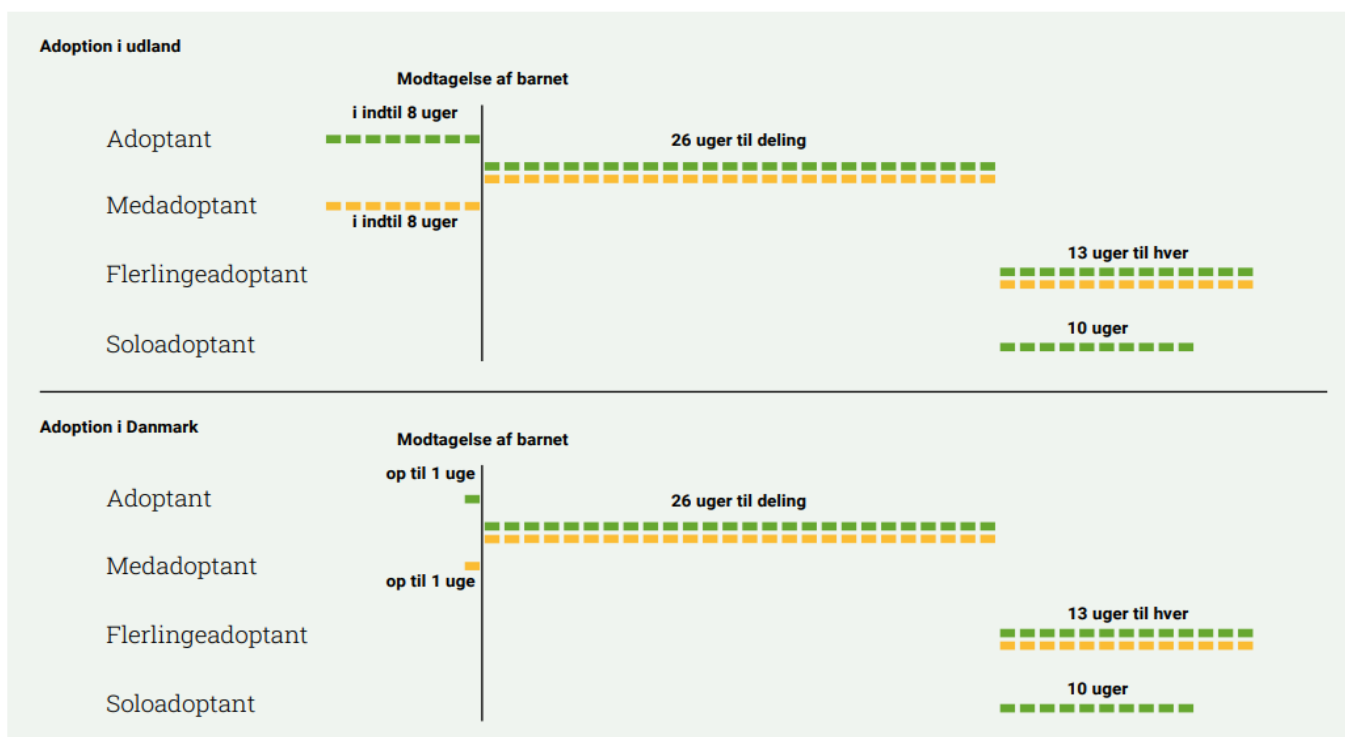 Adoption i udland
Modtagelse af barnet
i indtil 8 uger
Adoptant
26 uger til deling
Medadoptant
i indtil 8 uger
13 uger til hver
Flerlingeadoptant
10 uger
Soloadoptant
Adoption i Danmark
Modtagelse af barnet
op til 1 uge
Adoptant
26 uger til deling
Medadoptant
op til 1 uge
13 uger til hver
Flerlingeadoptant
10 uger
Soloadoptant